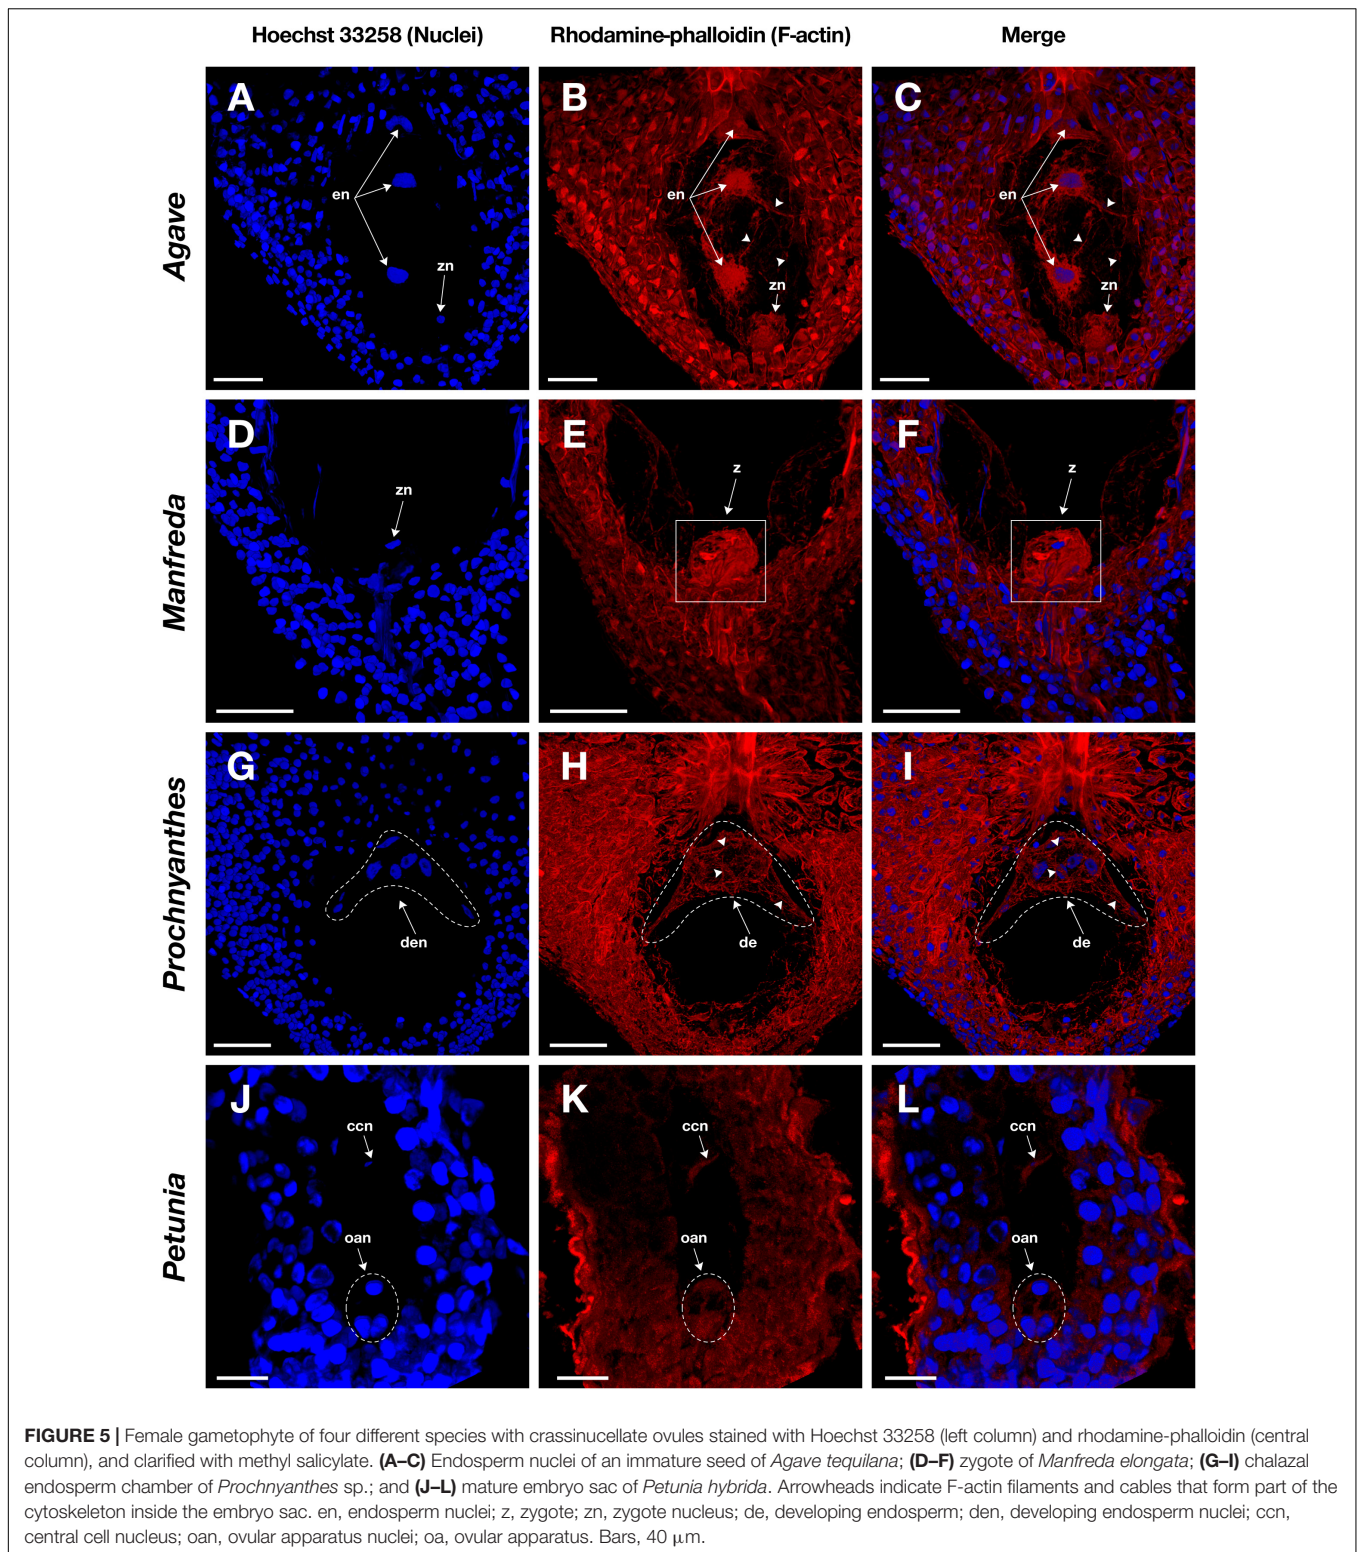 Hoechst 33258 (Nuclei) Rhodamine-phalloidin (F-actin) Merge
Agave
A
en
zn
B
en
zn
C
en
zn
Manfreda
D
zn
E
z
F
z
Prochnyanthes
G
den
H
de
I
de
Petunia
J
ccn
oan
K
ccn
oan
L
ccn
oan
FIGURE 5 | Female gametophyte of four different species with crassinucellate ovules stained with Hoechst 33258 (left column) and rhodamine-phalloidin (central
column), and clarified with methyl salicylate. (A–C) Endosperm nuclei of an immature seed of Agave tequilana; (D–F) zygote of Manfreda elongata; (G–I) chalazal
endosperm chamber of Prochnyanthes sp.; and (J–L) mature embryo sac of Petunia hybrida. Arrowheads indicate F-actin filaments and cables that form part of the
cytoskeleton inside the embryo sac. en, endosperm nuclei; z, zygote; zn, zygote nucleus; de, developing endosperm; den, developing endosperm nuclei; ccn,
central cell nucleus; oan, ovular apparatus nuclei; oa, ovular apparatus. Bars, 40 μm.